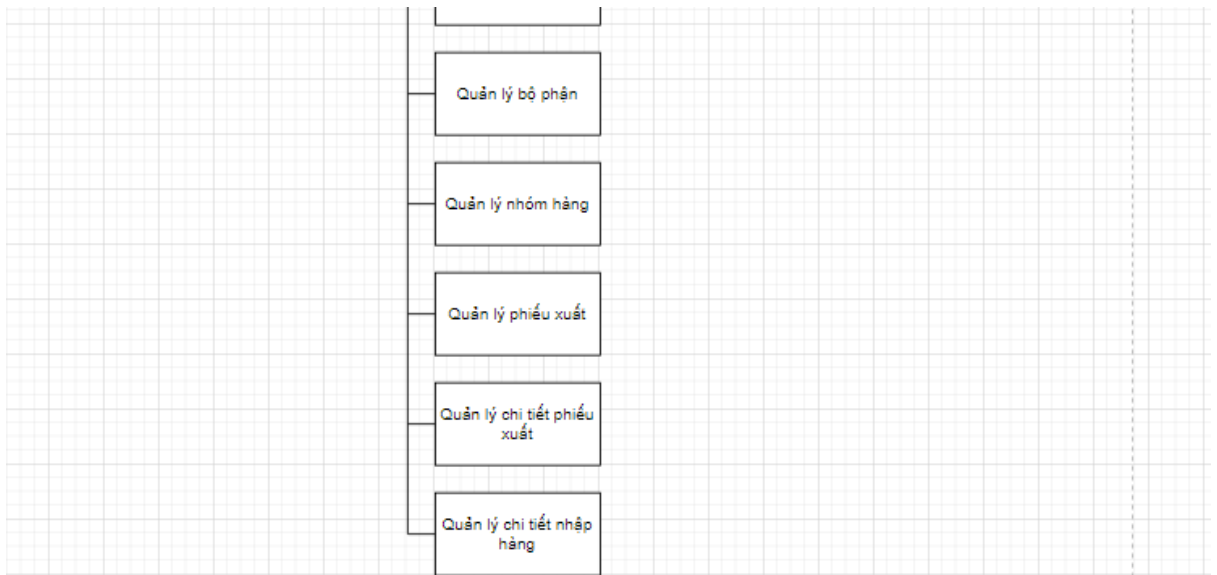 Quản lý bộ phận
Quản lý nhóm hàng
Quản lý phiếu xuất
Quản lý chi tiết phiếu
xuất
Quản lý chi tiết nhập
hàng